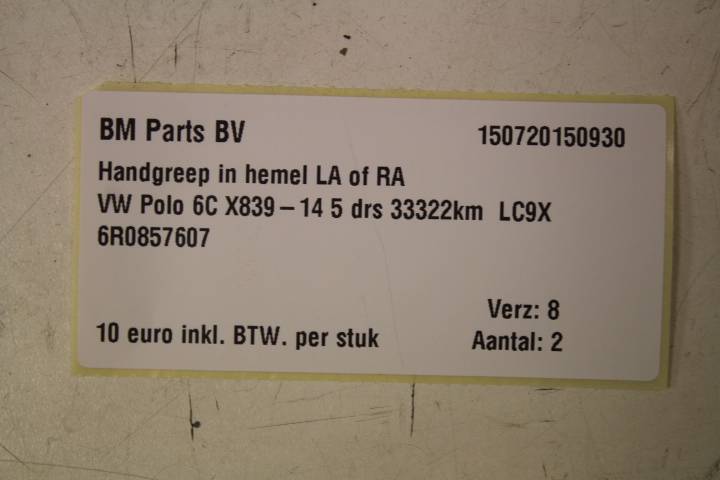 BM Parts BV 150720150930
Handgreep in hemel LA of RA
VW Polo 6C X839 – 14 5 drs 33322km LC9X
6R0857607
Verz: 8
10 euro inkl. BTW. per stuk Aantal: 2